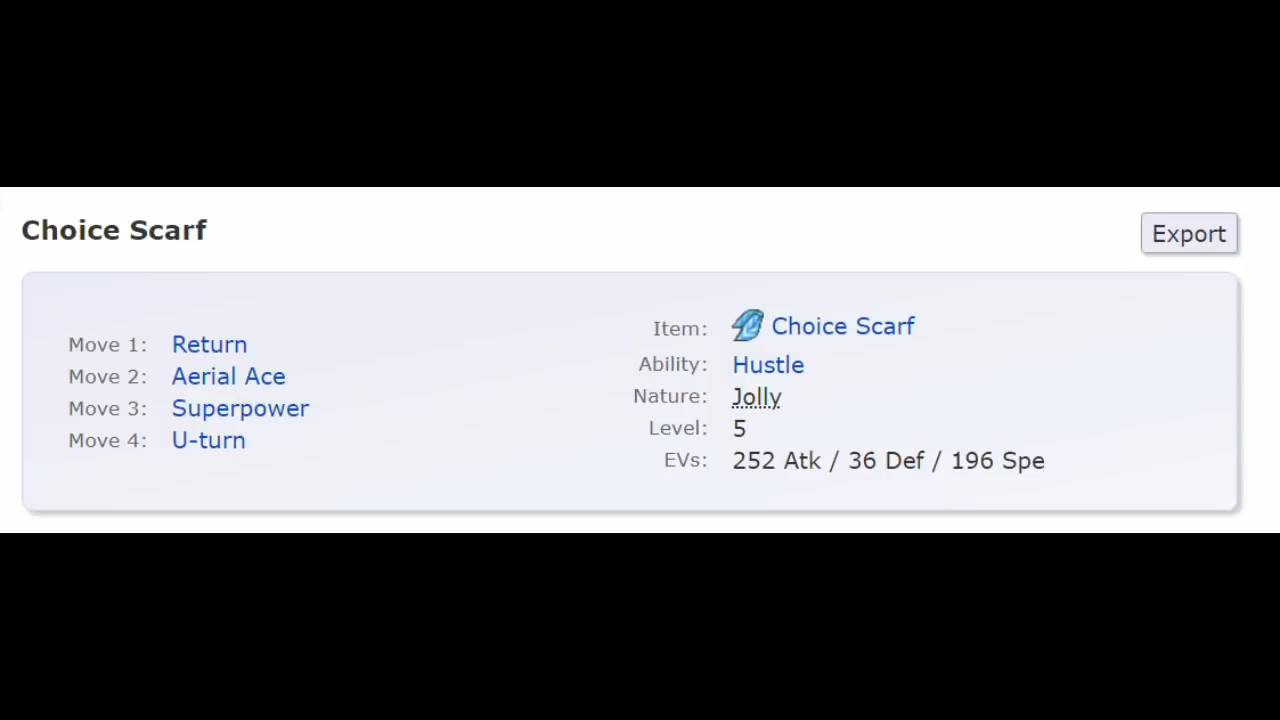 Choice Scarf
Export
Move 1: Return
Move 2: Aerial Ace
Move 3: Superpower
Move 4: U-turn
Item: Choice Scarf
Ability: Hustle
Nature: Jolly
Level: 5
EVs: 252 Atk / 36 Def / 196 Spe